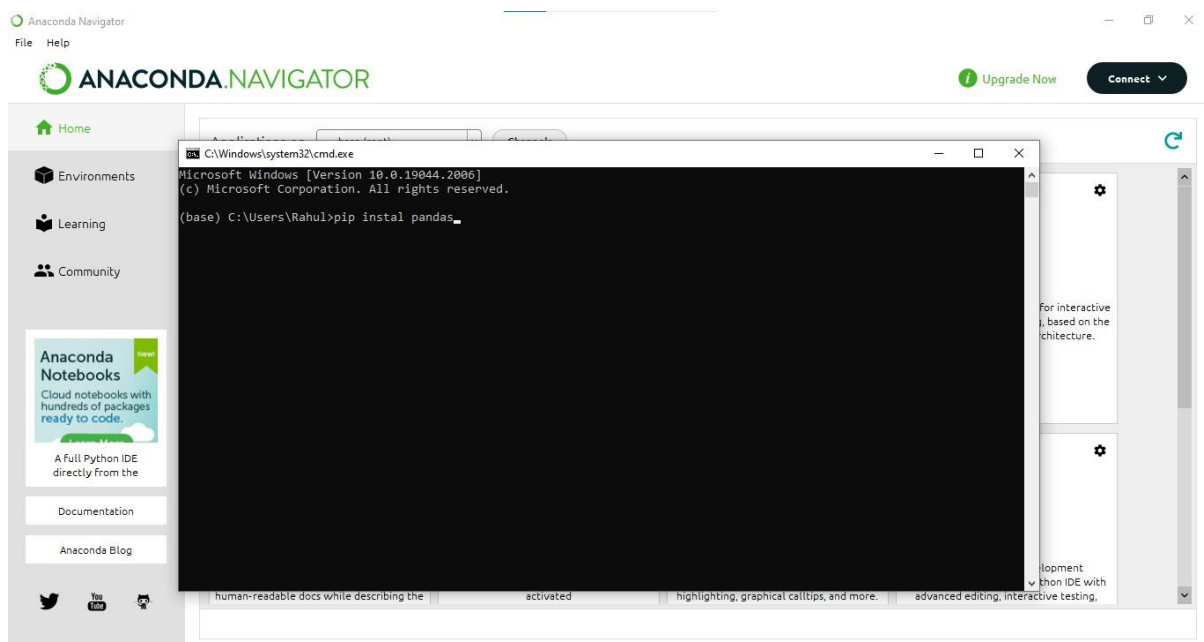 Anaconda Navigator
File Help
ANACONDA.NAVIGATOR
Upgrade Now
Connect
Home
Environments
Learning
Community
C:\Windows\system32\cmd.exe
Microsoft Windows [Version 10.0.19044.2006]
(c) Microsoft Corporation. All rights reserved.
(base) C:\Users\Rahul>pip instal pandas
for interactive
based on the
Anaconda
Notebooks
New!
Cloud notebooks with
hundreds of packages
ready to code.
A full Python IDE
directly from the
Documentation
Anaconda Blog
You
Tube
IDE with
human-readable docs while describing the
activated
highlighting, graphical calltips, and more.
advanced editing, interactive testing,